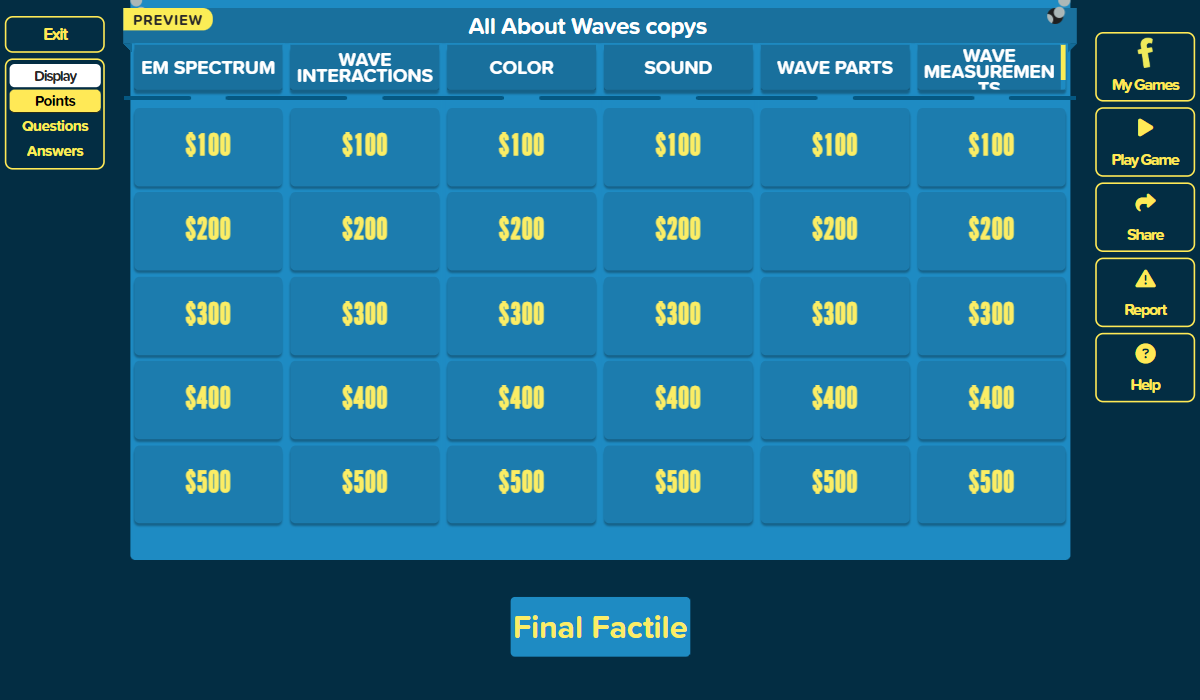 PREVIEW
All About Waves copys
Exit
Display
Points
Questions
Answers
EM SPECTRUM
WAVE
INTERACTIONS
COLOR
SOUND
WAVE PARTS
WAVE
MEASUREMEN
TS
$100 $100 $100 $100 $100 $100
$200 $200 $200 $200 $200 $200
$300 $300 $300 $300 $300 $300
$400 $400 $400 $400 $400 $400
$500 $500 $500 $500 $500 $500
Final Factile
My Games
Play Game
Share
Report
Help